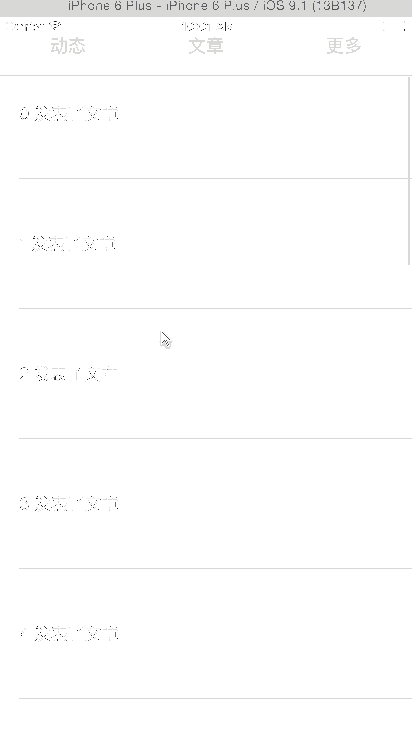 iPhone 6 Plus - iPhone 6 Plus / iOS 9.1 (13B137)
动态 文章 更多
0 发表了文章
1 发表了文章
2 发表了文章
3 发表了文章
4 发表了文章